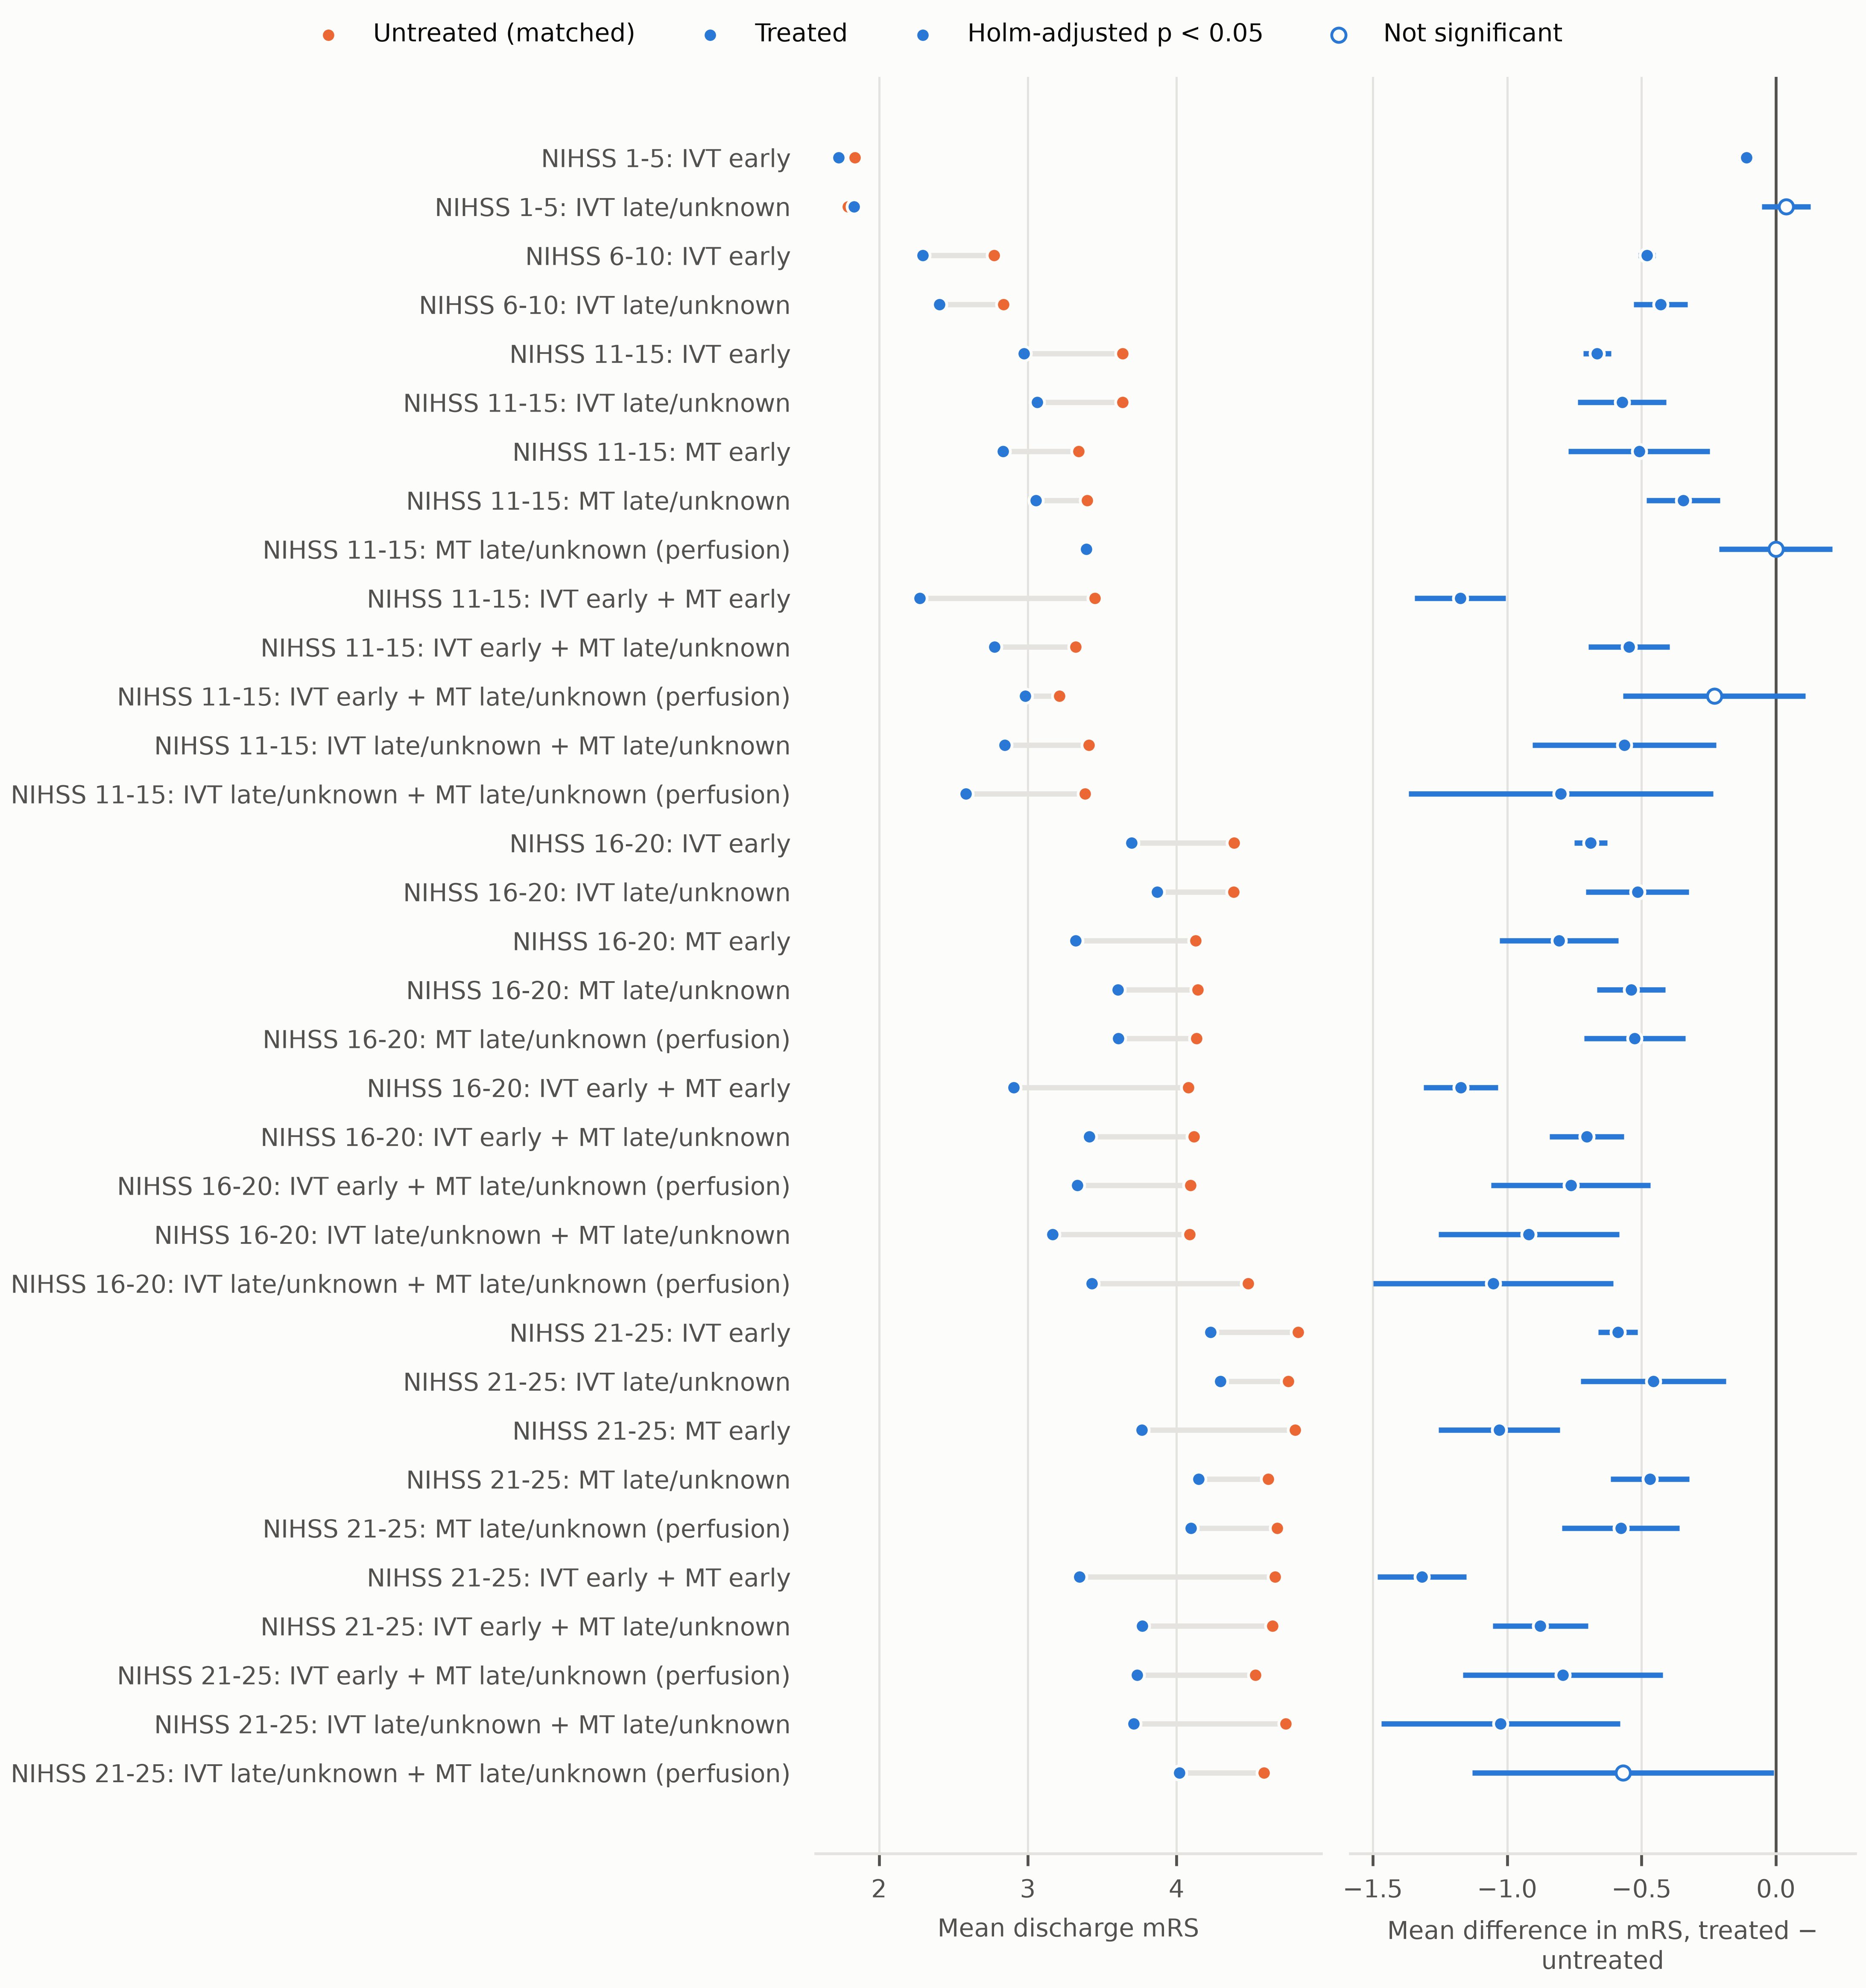 Untreated (matched) Treated Holm-adjusted p < 0.05 Not significant
NIHSS 1-5: IVT early
NIHSS 1-5: IVT late/unknown
NIHSS 6-10: IVT early
NIHSS 6-10: IVT late/unknown
NIHSS 11-15: IVT early
NIHSS 11-15: IVT late/unknown
NIHSS 11-15: MT early
NIHSS 11-15: MT late/unknown
NIHSS 11-15: MT late/unknown (perfusion)
NIHSS 11-15: IVT early + MT early
NIHSS 11-15: IVT early + MT late/unknown
NIHSS 11-15: IVT early + MT late/unknown (perfusion)
NIHSS 11-15: IVT late/unknown + MT late/unknown
NIHSS 11-15: IVT late/unknown + MT late/unknown (perfusion)
NIHSS 16-20: IVT early
NIHSS 16-20: IVT late/unknown
NIHSS 16-20: MT early
NIHSS 16-20: MT late/unknown
NIHSS 16-20: MT late/unknown (perfusion)
NIHSS 16-20: IVT early + MT early
NIHSS 16-20: IVT early + MT late/unknown
NIHSS 16-20: IVT early + MT late/unknown (perfusion)
NIHSS 16-20: IVT late/unknown + MT late/unknown
NIHSS 16-20: IVT late/unknown + MT late/unknown (perfusion)
NIHSS 21-25: IVT early
NIHSS 21-25: IVT late/unknown
NIHSS 21-25: MT early
NIHSS 21-25: MT late/unknown
NIHSS 21-25: MT late/unknown (perfusion)
NIHSS 21-25: IVT early + MT early
NIHSS 21-25: IVT early + MT late/unknown
NIHSS 21-25: IVT early + MT late/unknown (perfusion)
NIHSS 21-25: IVT late/unknown + MT late/unknown
NIHSS 21-25: IVT late/unknown + MT late/unknown (perfusion)
2 3 4
Mean discharge mRS
−1.5 −1.0 −0.5 0.0
Mean difference in mRS, treated −
untreated